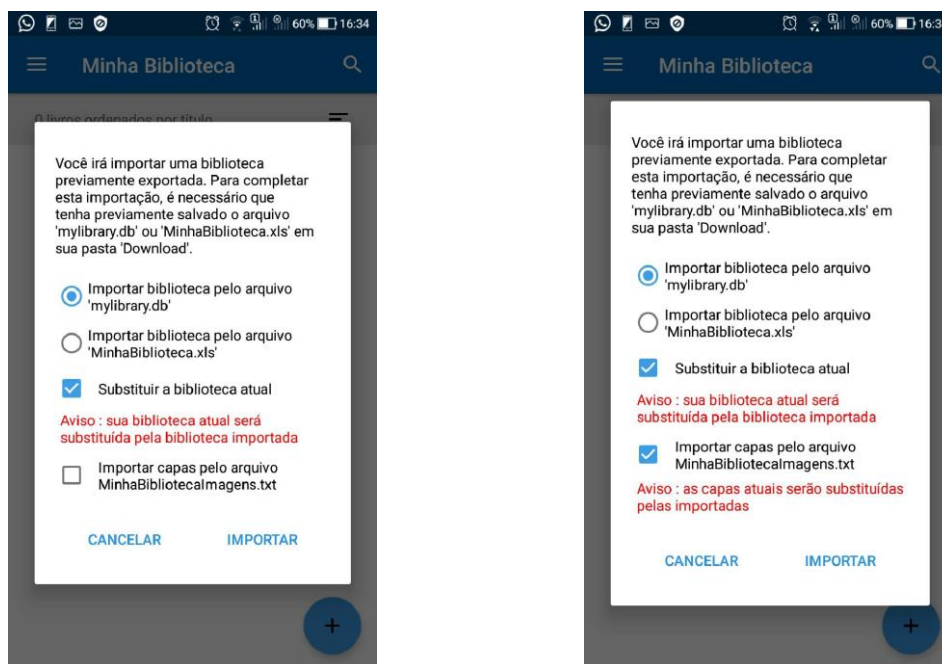 60% 16:34
Minha Biblioteca
0 livros ordenados por título
Você irá importar uma biblioteca
previamente exportada. Para completar
esta importação, é necessário que
tenha previamente salvado o arquivo
'mylibrary.db' ou 'MinhaBiblioteca.xls' em
sua pasta 'Download'.
Importar biblioteca pelo arquivo
'mylibrary.db'
Importar biblioteca pelo arquivo
'MinhaBiblioteca.xls'
Substituir a biblioteca atual
Aviso : sua biblioteca atual será
substituída pela biblioteca importada
Importar capas pelo arquivo
MinhaBibliotecaImagens.txt
CANCELAR IMPORTAR
+
60% 16:3
Minha Biblioteca
Você irá importar uma biblioteca
previamente exportada. Para completar
esta importação, é necessário que
tenha previamente salvado o arquivo
'mylibrary.db' ou 'MinhaBiblioteca.xls' em
sua pasta 'Download'.
Importar biblioteca pelo arquivo
'mylibrary.db'
Importar biblioteca pelo arquivo
'MinhaBiblioteca.xls'
Substituir a biblioteca atual
Aviso : sua biblioteca atual será
substituída pela biblioteca importada
Importar capas pelo arquivo
MinhaBibliotecaImagens.txt
Aviso : as capas atuais serão substituídas
pelas importadas
CANCELAR IMPORTAR
+